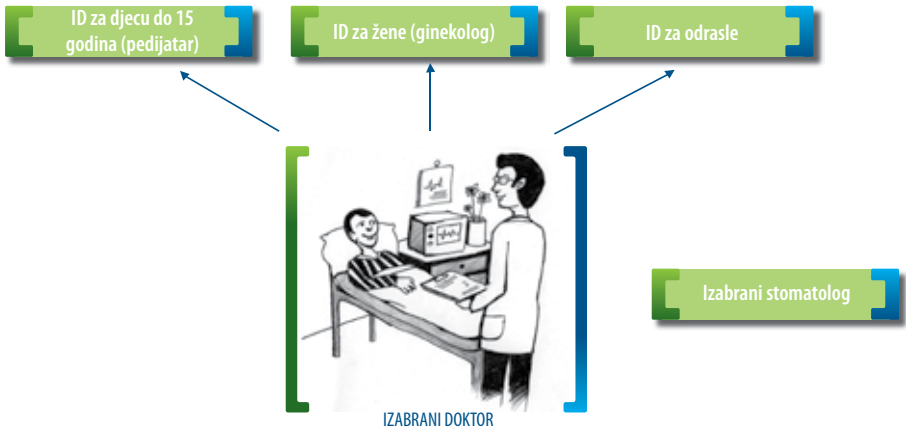 ID za djecu do 15
godina (pedijatar)
ID za žene (ginekolog)
ID za odrasle
Izabrani stomatolog
IZABRANI DOKTOR